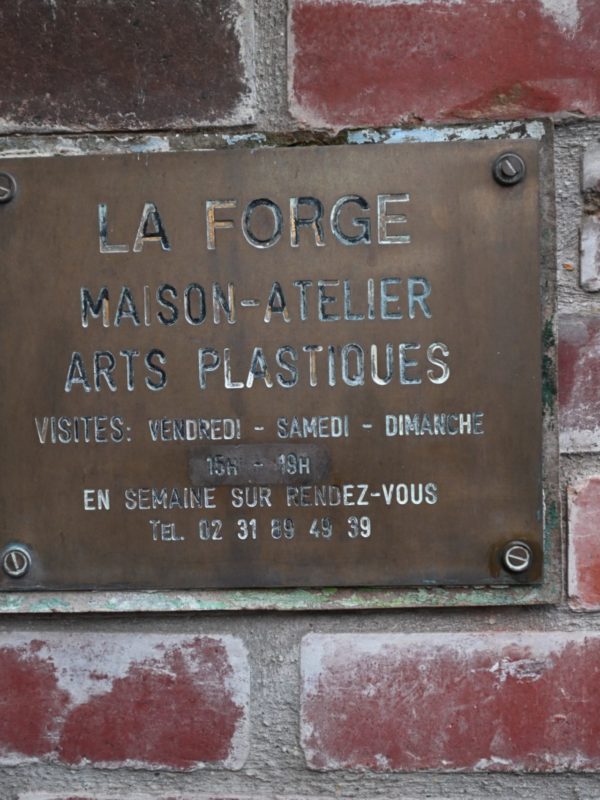 LA FORGE
MAISON-ATELIER
ARTS PLASTIQUES
VISITES: VENDREDI - SAMEDI - DIMANCHE
15H - 19H
EN SEMAINE SUR RENDEZ-VOUS
TEL. 02 31 89 49 39